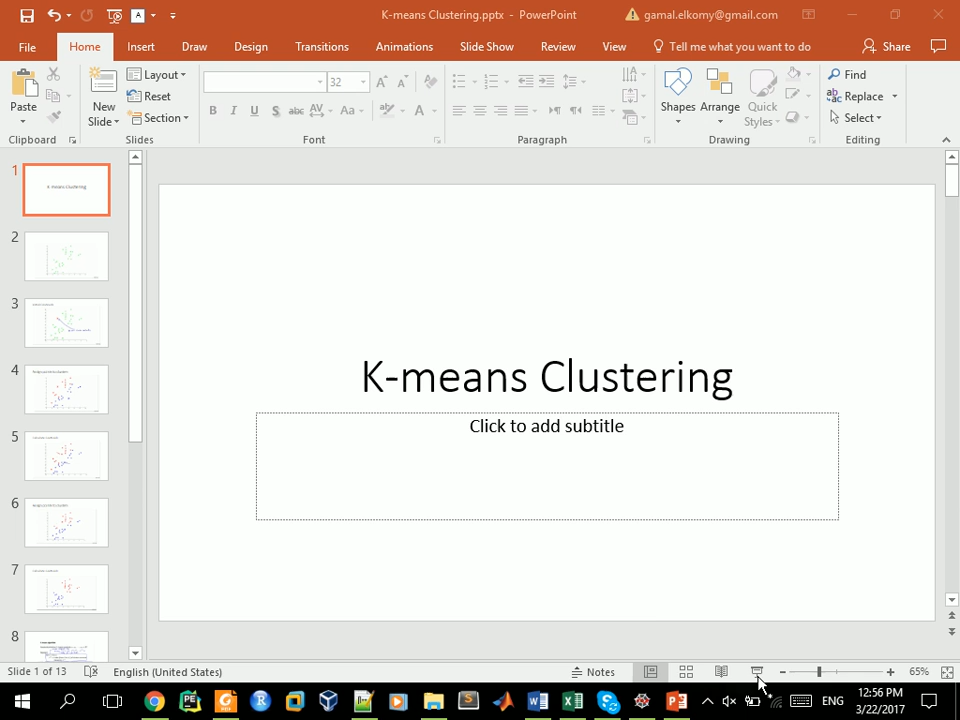 K-means Clustering.pptx - PowerPoint
gamal.elkomy@gmail.com
File Home Insert Draw Design Transitions Animations Slide Show Review View Tell me what you want to do Share
Paste
New
Slide
Layout
Reset
Section
32
B I U S abc AV Aa A
Shapes Arrange Quick
Styles
Find
Replace
Select
Clipboard Slides Font Paragraph Drawing Editing
1
K-means Clustering
2
3
4
5
6
7
8
K-means Clustering
Click to add subtitle
Slide 1 of 13 English (United States) Notes 65%
ENG
12:56 PM
3/22/2017